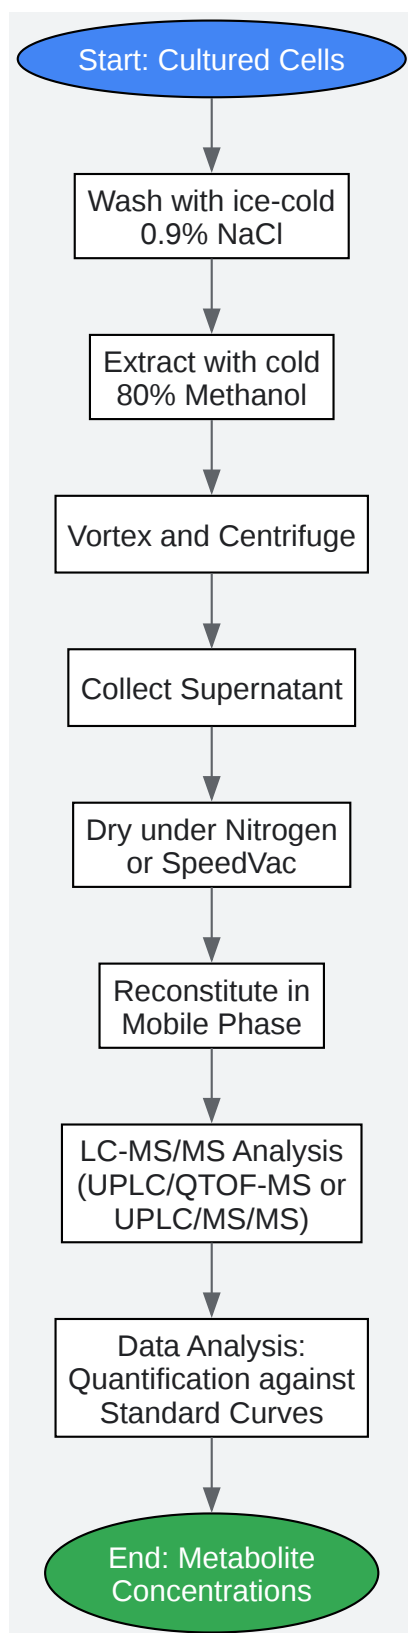 Start: Cultured Cells
Wash with ice-cold
0.9% NaCl
Extract with cold
80% Methanol
Vortex and Centrifuge
Collect Supernatant
Dry under Nitrogen
or SpeedVac
Reconstitute in
Mobile Phase
LC-MS/MS Analysis
(UPLC/QTOF-MS or
UPLC/MS/MS)
Data Analysis:
Quantification against
Standard Curves
End: Metabolite
Concentrations